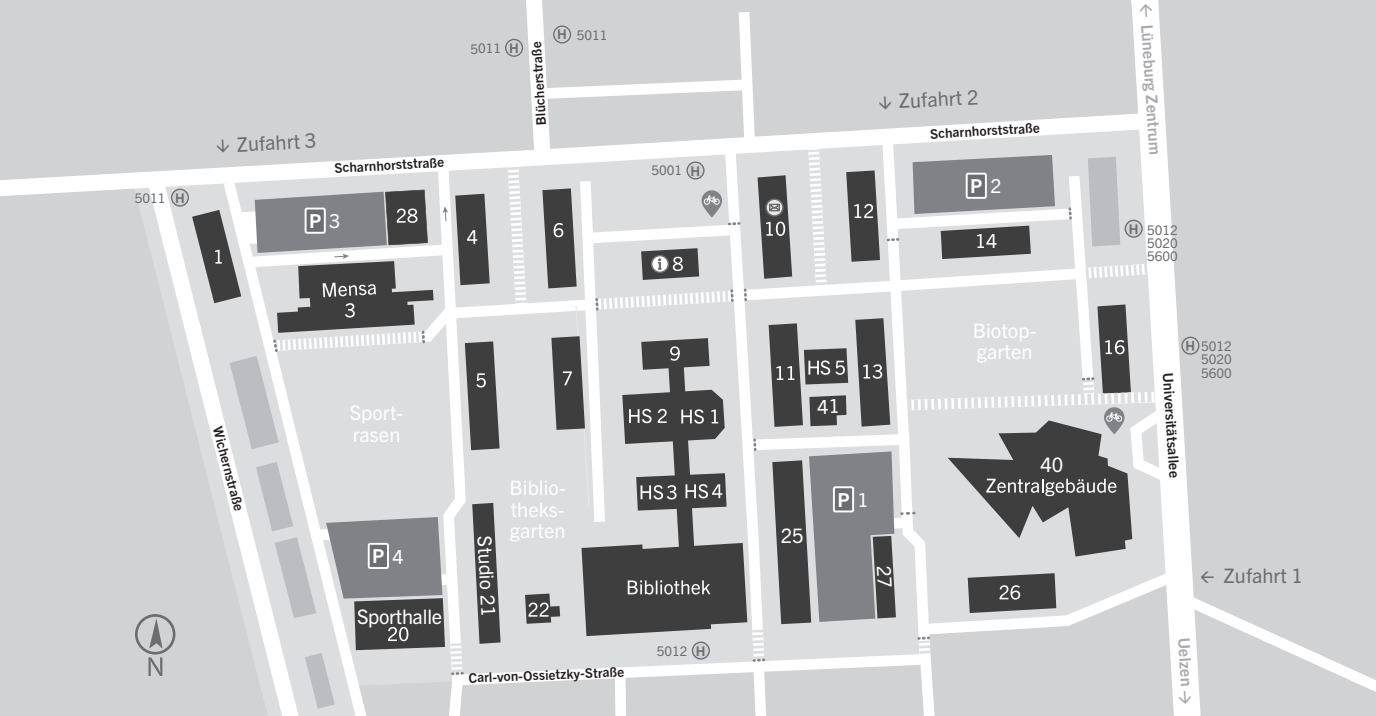 ↑ Lüneburg Zentrum
5011 H
H 5011
Blücherstraße
↓ Zufahrt 2
Scharnhorststraße
↓ Zufahrt 3
Scharnhorststraße
5001 H
5011 H
P 3
28
4
6
10
12
P 2
1
i 8
14
H 5012
5020
5600
Mensa
3
Biotop-
garten
H 5012
5020
5600
16
9
5
7
11
HS 5
13
41
HS 2
HS 1
Sport-
rasen
Wichernstraße
Universitätsallee
40
Zentralgebäude
HS 3
HS 4
Biblio-
theks-
garten
P 1
25
27
P 4
Studio 21
Bibliothek
26
← Zufahrt 1
22
Sporthalle
20
N
5012 H
Carl-von-Ossietzky-Straße
Uelzen →